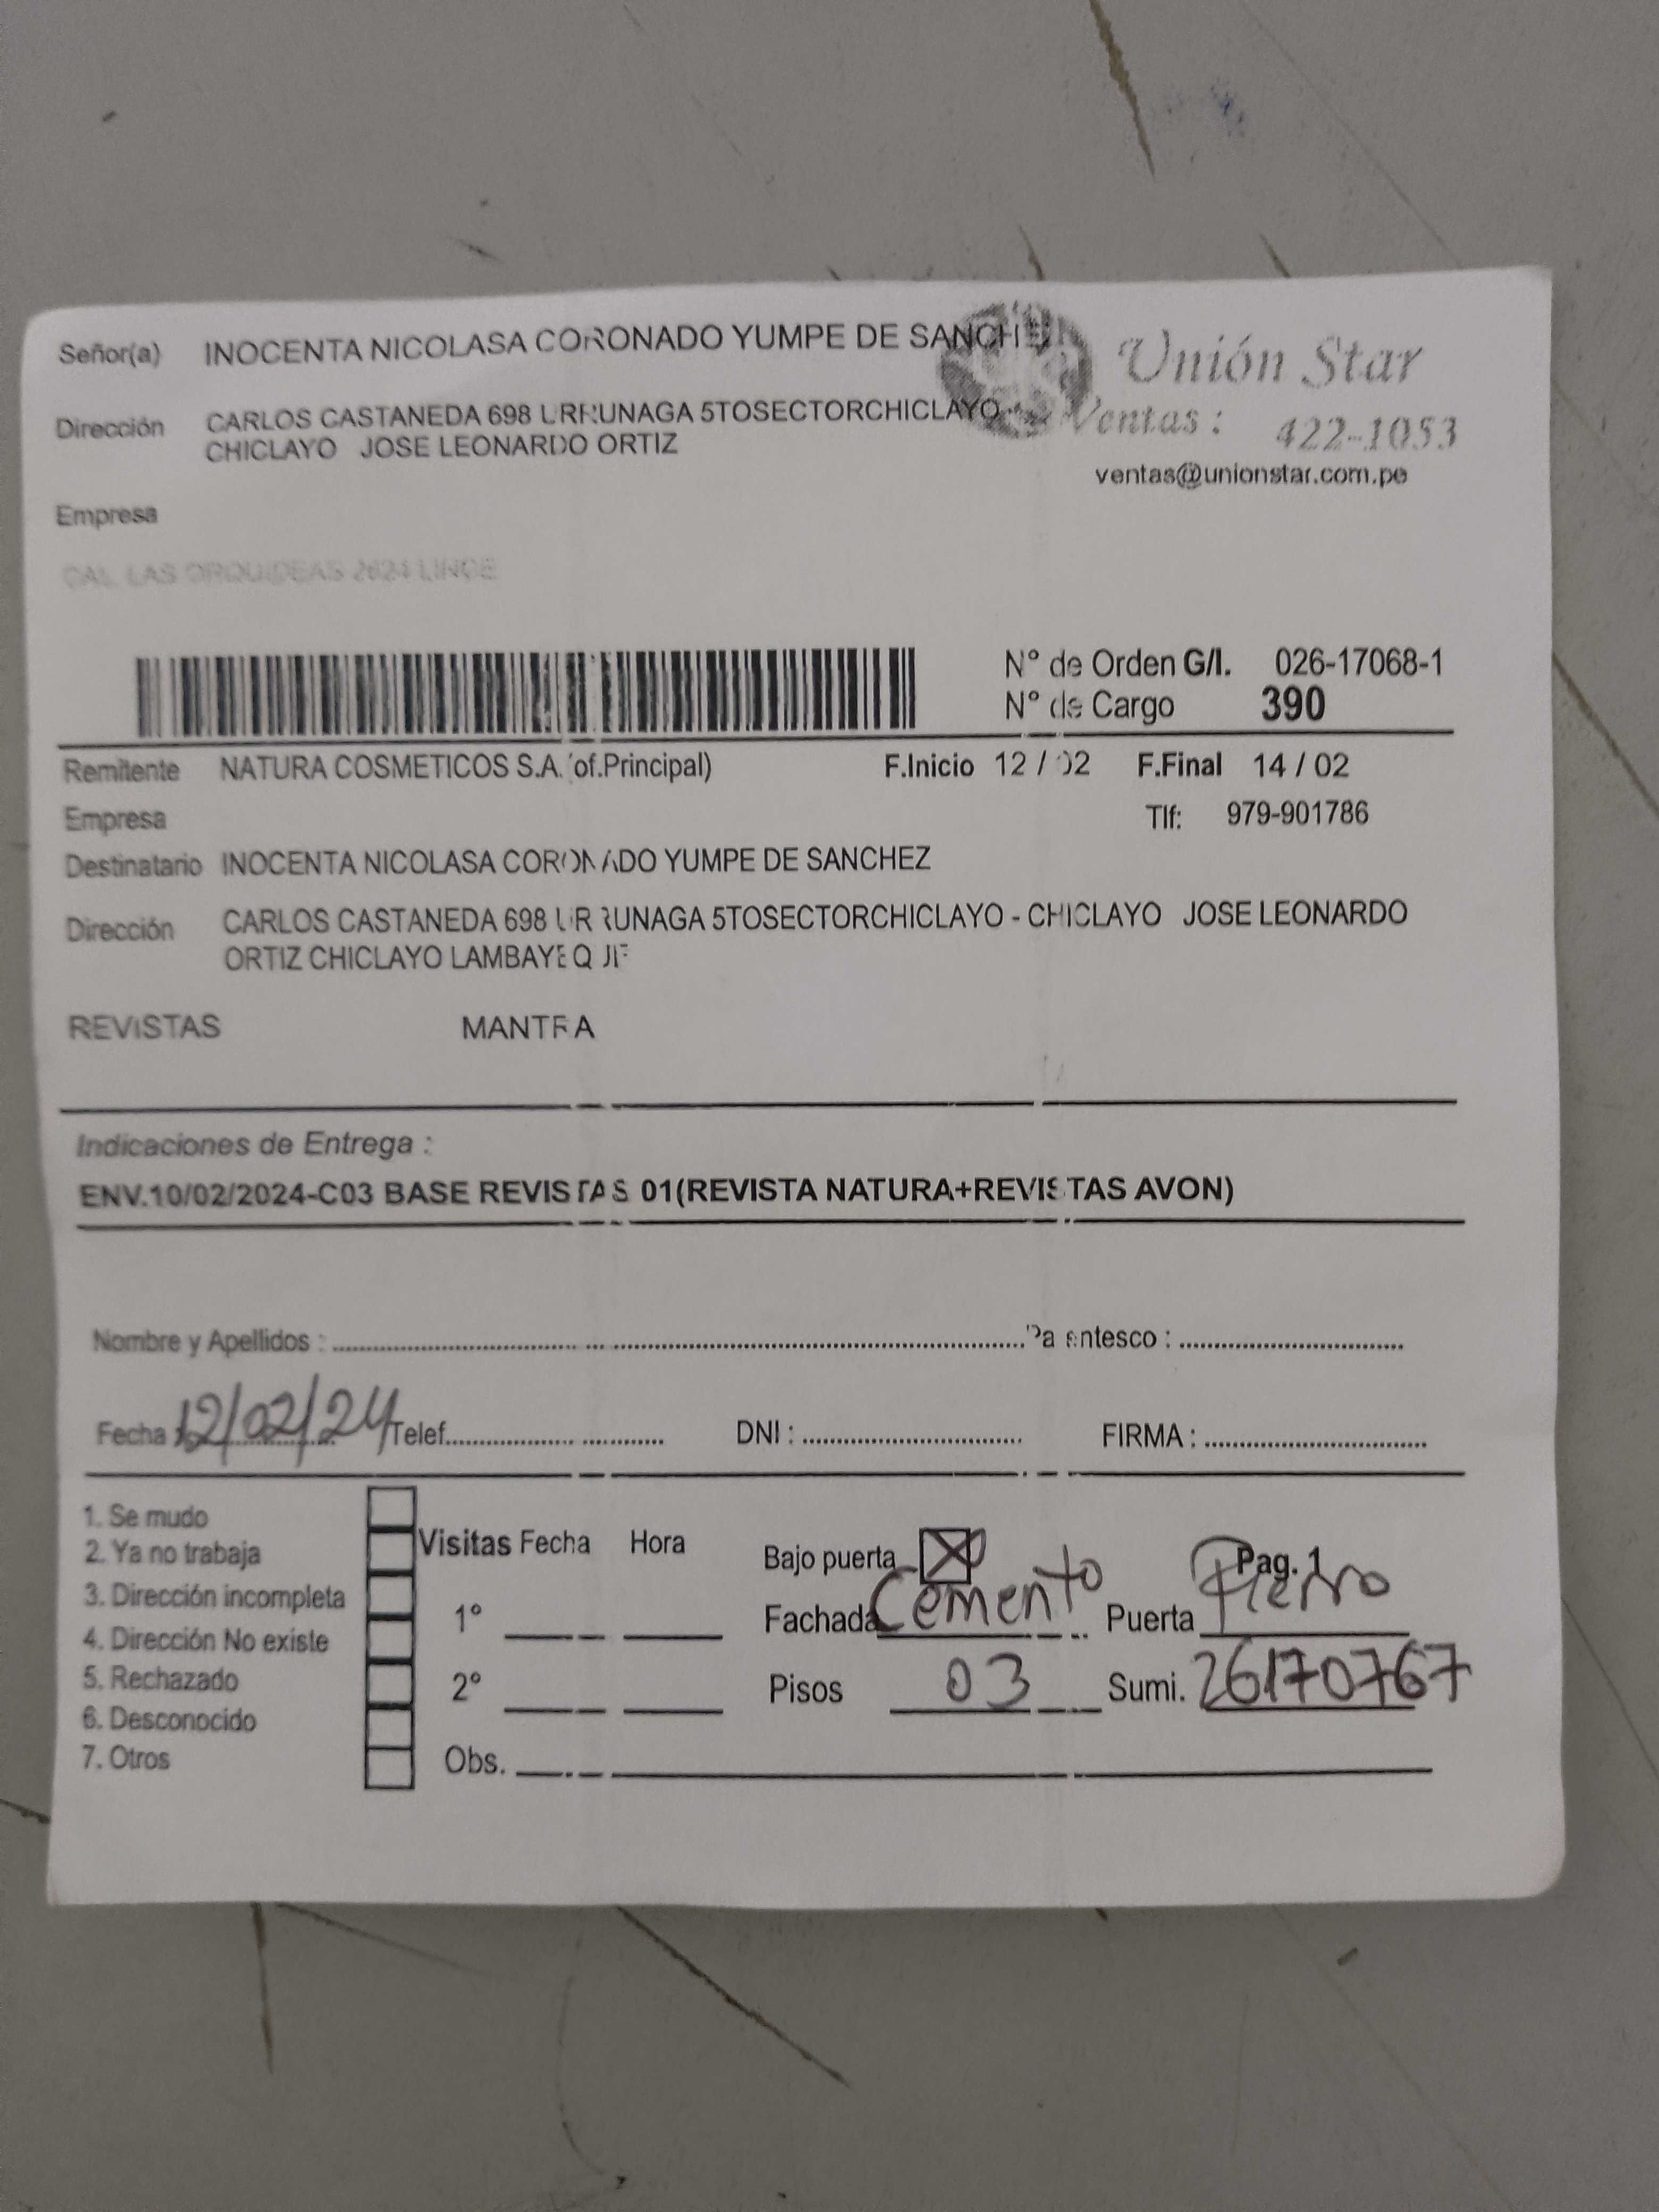 Señor(a) INOCENTA NICOLASA CORONADO YUMPE DE SANCHEZ
Unión Star
Dirección CARLOS CASTANEDA 698 URRUNAGA 5TOSECTORCHICLAYO
CHICLAYO JOSE LEONARDO ORTIZ
Ventas : 422-1053
ventas@unionstar.com.pe
Empresa
CAL. LAS ORQUIDEAS 2624 LINCE
N° de Orden G/I. 026-17068-1
N° de Cargo 390
Remitente NATURA COSMETICOS S.A. (of.Principal) F.Inicio 12 / 02 F.Final 14 / 02
Empresa Tlf: 979-901786
Destinatario INOCENTA NICOLASA CORONADO YUMPE DE SANCHEZ
Dirección CARLOS CASTANEDA 698 URRUNAGA 5TOSECTORCHICLAYO - CHICLAYO JOSE LEONARDO
ORTIZ CHICLAYO LAMBAYEQUE
REVISTAS MANTRA
Indicaciones de Entrega :
ENV.10/02/2024-C03 BASE REVISTAS 01(REVISTA NATURA+REVISTAS AVON)
Nombre y Apellidos : Parentesco :
Fecha 12/02/24 Telef. DNI : FIRMA :
1. Se mudo
2. Ya no trabaja
3. Dirección incompleta
4. Dirección No existe
5. Rechazado
6. Desconocido
7. Otros
Visitas Fecha Hora
1°
2°
Obs.
Bajo puerta Pag. 1
Fachada Cemento Puerta Fierro
Pisos 03 Sumi. 26170767